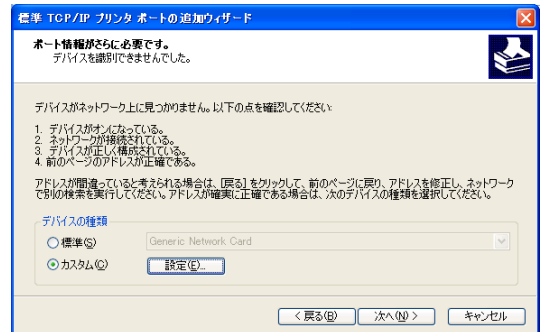 標準 TCP/IP プリンタ ポートの追加ウィザード
ポート情報がさらに必要です。
デバイスを識別できませんでした。
デバイスがネットワーク上に見つかりません。以下の点を確認してください:
1. デバイスがオンになっている。
2. ネットワークが接続されている。
3. デバイスが正しく構成されている。
4. 前のページのアドレスが正確である。
アドレスが間違っていると考えられる場合は、[戻る] をクリックして、前のページに戻り、アドレスを修正し、ネットワーク
で別の検索を実行してください。アドレスが確実に正確である場合は、次のデバイスの種類を選択してください。
デバイスの種類
標準(S)
Generic Network Card
カスタム(C)
設定(E)...
< 戻る(B)
次へ(N) >
キャンセル